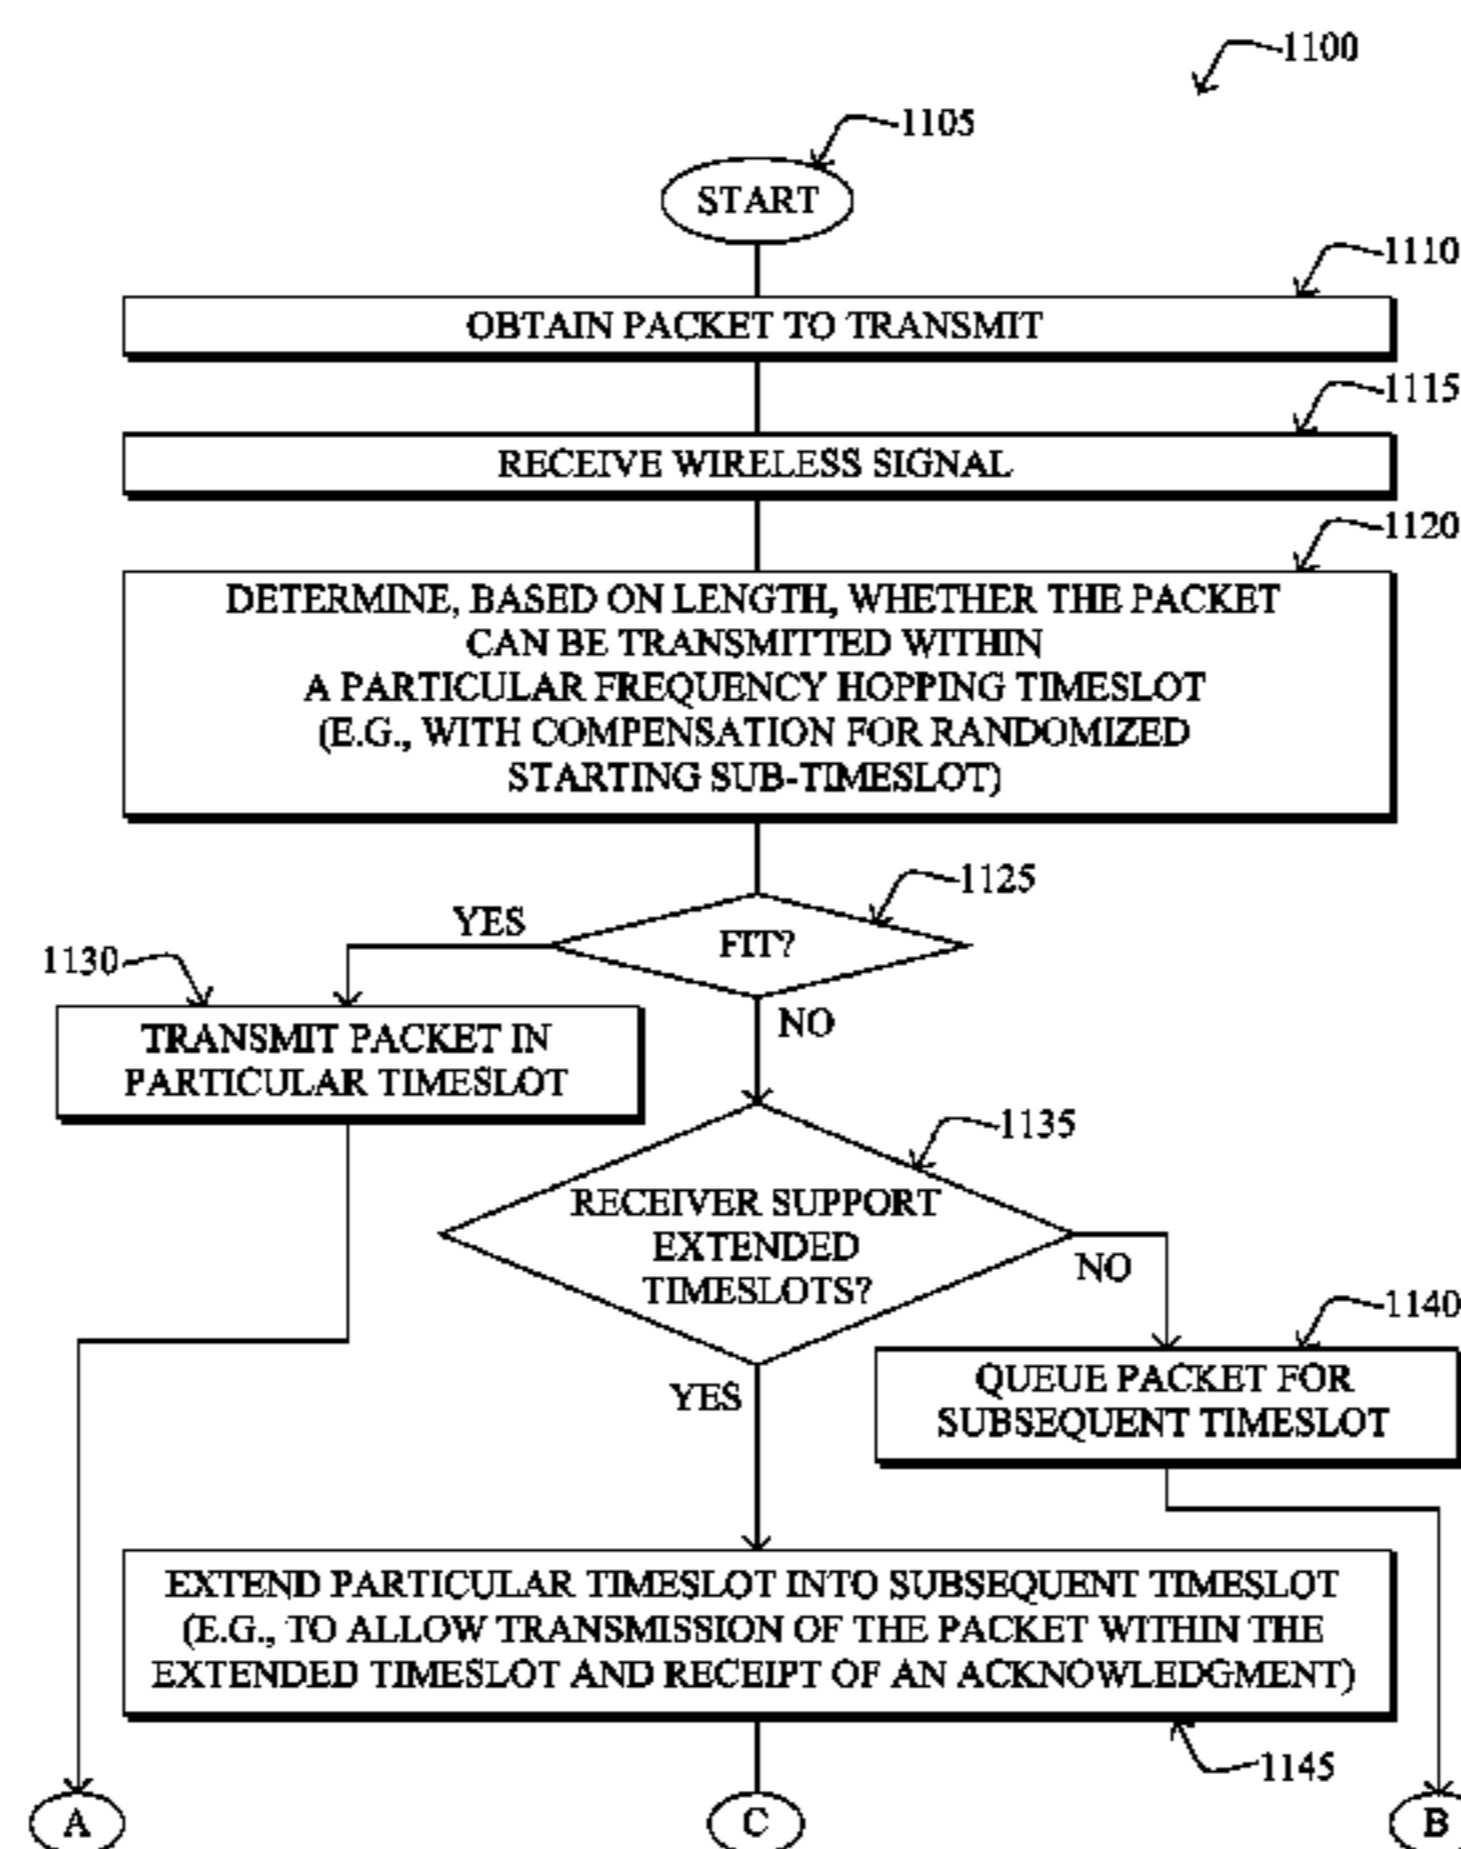 1100
1105
START
1110
OBTAIN PACKET TO TRANSMIT
1115
RECEIVE WIRELESS SIGNAL
1120
DETERMINE, BASED ON LENGTH, WHETHER THE PACKET
CAN BE TRANSMITTED WITHIN
A PARTICULAR FREQUENCY HOPPING TIMESLOT
(E.G., WITH COMPENSATION FOR RANDOMIZED
STARTING SUB-TIMESLOT)
1125
YES
FIT?
1130
NO
TRANSMIT PACKET IN
PARTICULAR TIMESLOT
1135
RECEIVER SUPPORT
EXTENDED
TIMESLOTS?
NO
1140
YES
QUEUE PACKET FOR
SUBSEQUENT TIMESLOT
EXTEND PARTICULAR TIMESLOT INTO SUBSEQUENT TIMESLOT
(E.G., TO ALLOW TRANSMISSION OF THE PACKET WITHIN THE
EXTENDED TIMESLOT AND RECEIPT OF AN ACKNOWLEDGMENT)
1145
A
C
B